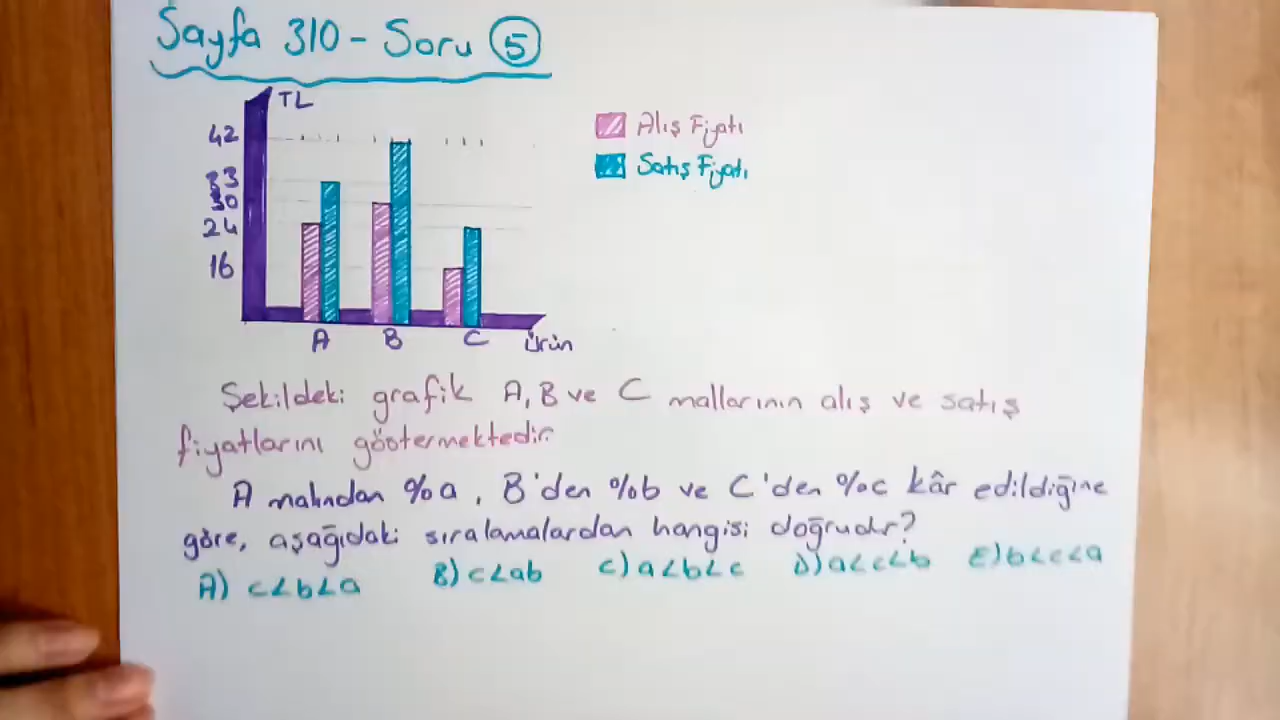 Sayfa 310 - Soru 5
TL
42
33
30
24
16
A B C Ürün
Alış Fiyatı
Satış Fiyatı
Şekildeki grafik A, B ve C mallarının alış ve satış
fiyatlarını göstermektedir.
A malından %a, B'den %b ve C'den %c kâr edildiğine
göre, aşağıdaki sıralamalardan hangisi doğrudur?
A) c<b<a B) c<ab C) a<b<c D) a<c<b E) b<c<a